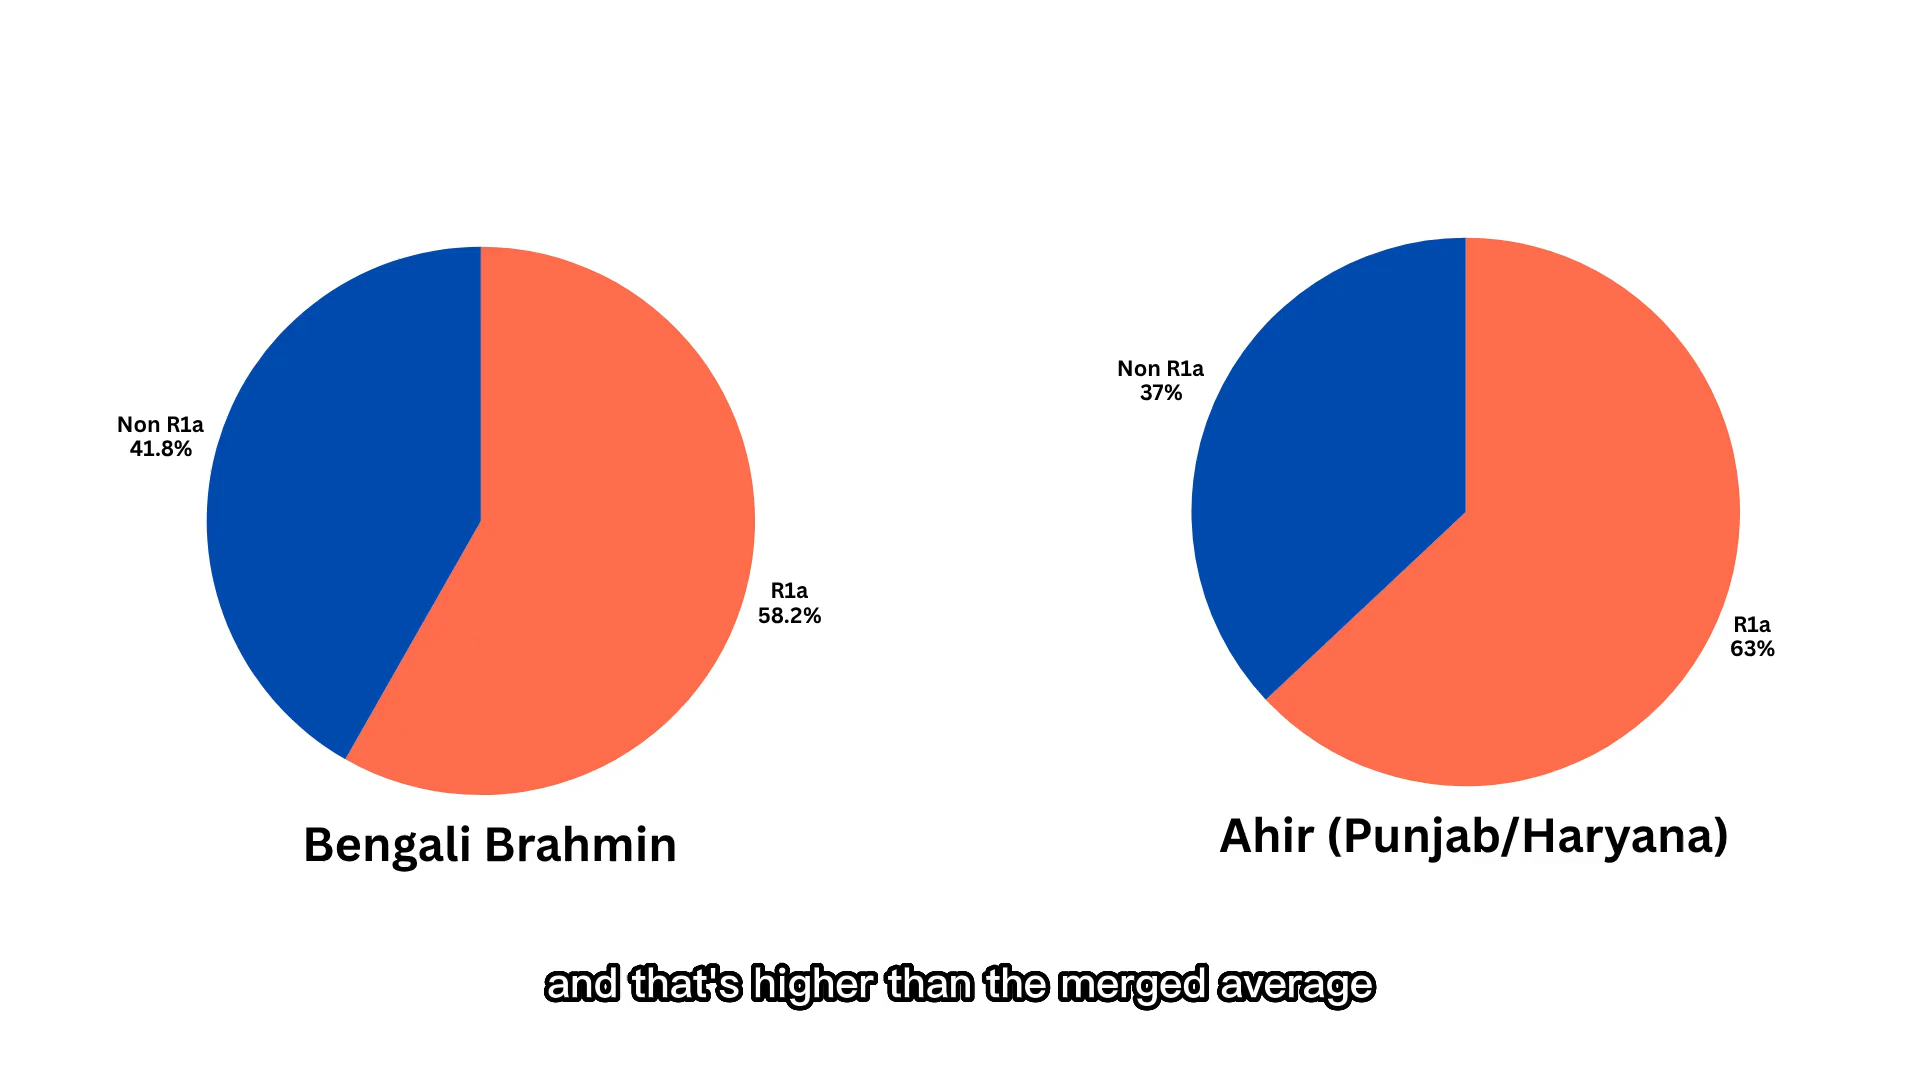 Non R1a
41.8%
R1a
58.2%
Bengali Brahmin
Non R1a
37%
R1a
63%
Ahir (Punjab/Haryana)
and that's higher than the merged average